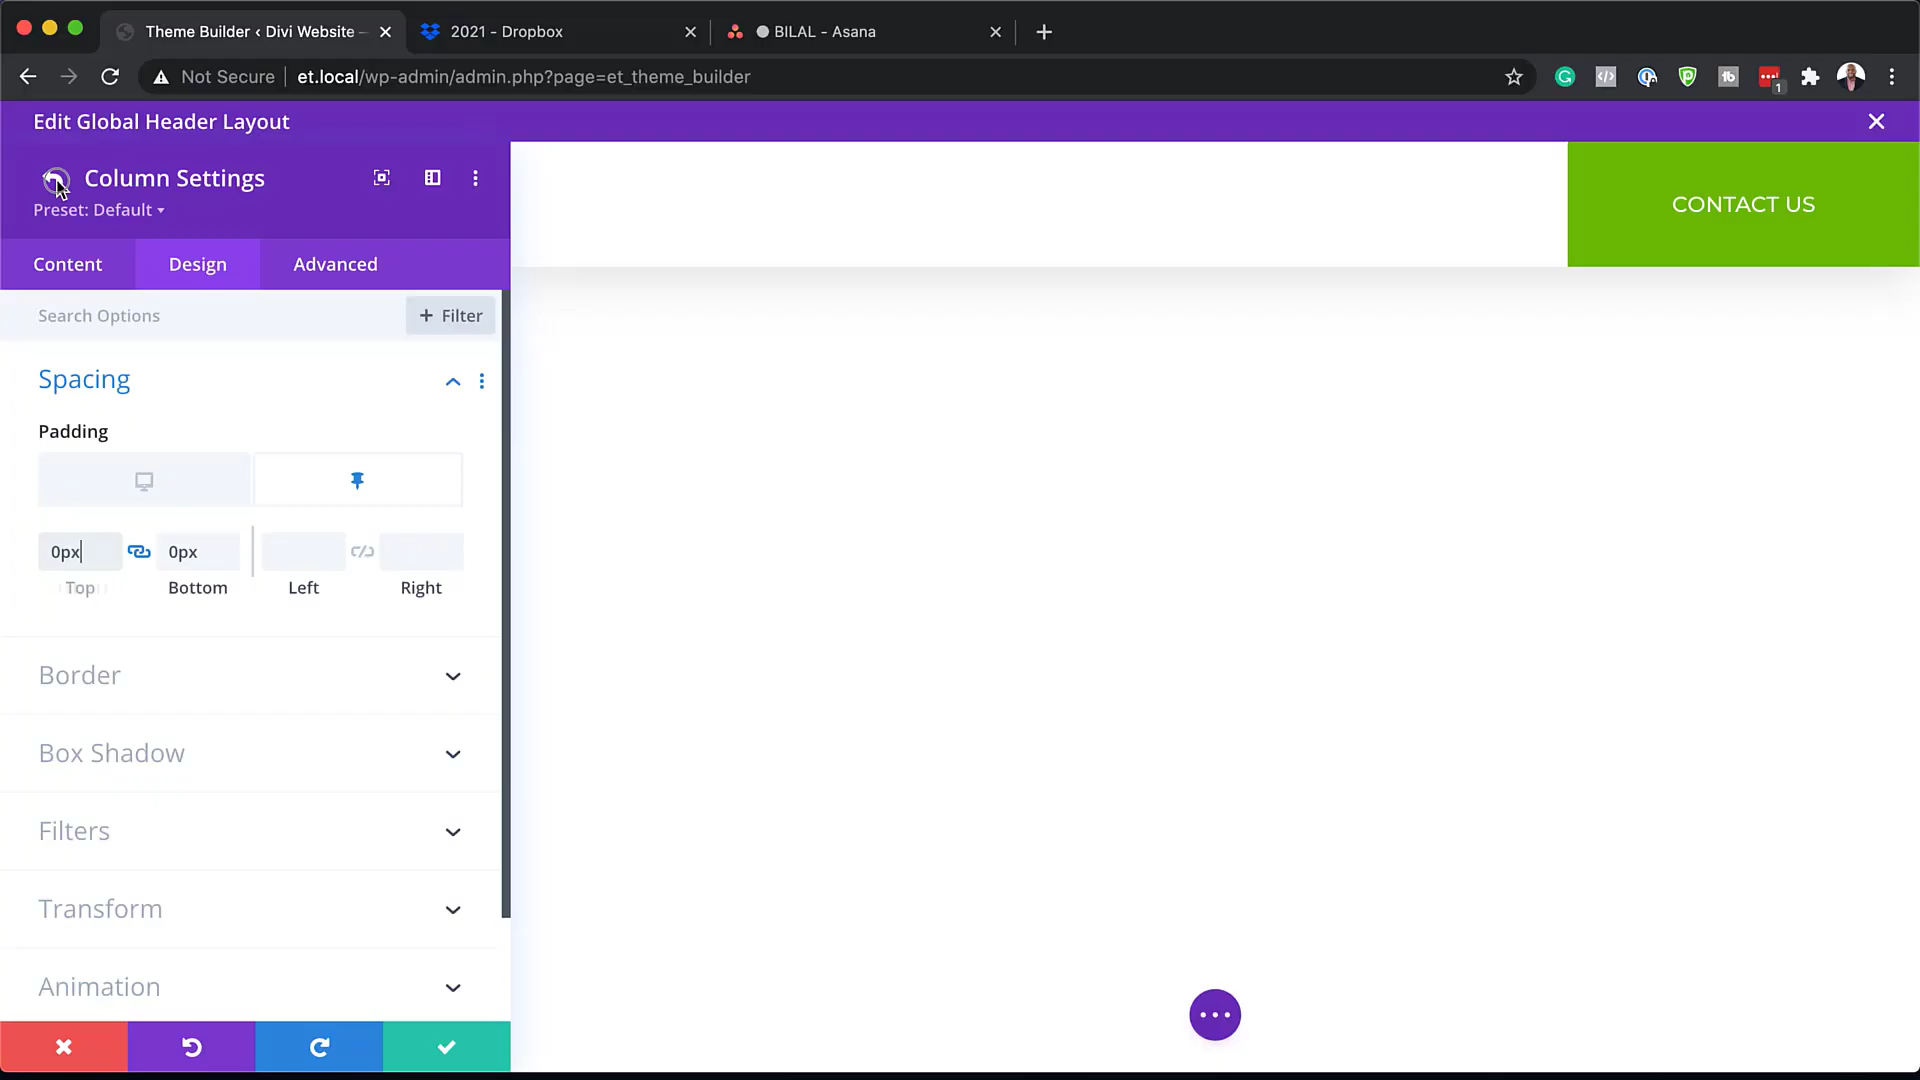 Theme Builder ‹ Divi Website –
2021 - Dropbox
BILAL - Asana
Not Secure
et.local/wp-admin/admin.php?page=et_theme_builder
1
Edit Global Header Layout
Column Settings
Preset: Default
Content
Design
Advanced
CONTACT US
Search Options
+ Filter
Spacing
Padding
0px
0px
Top
Bottom
Left
Right
Border
Box Shadow
Filters
Transform
Animation